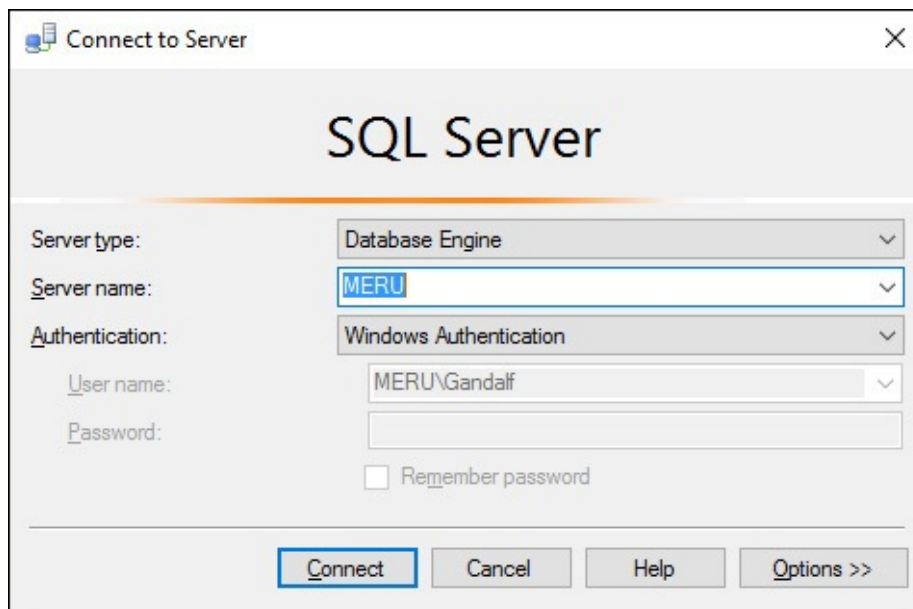 Connect to Server
SQL Server
Server type: Database Engine
Server name: MERU
Authentication: Windows Authentication
User name: MERU\Gandalf
Password:
Remember password
Connect Cancel Help Options >>